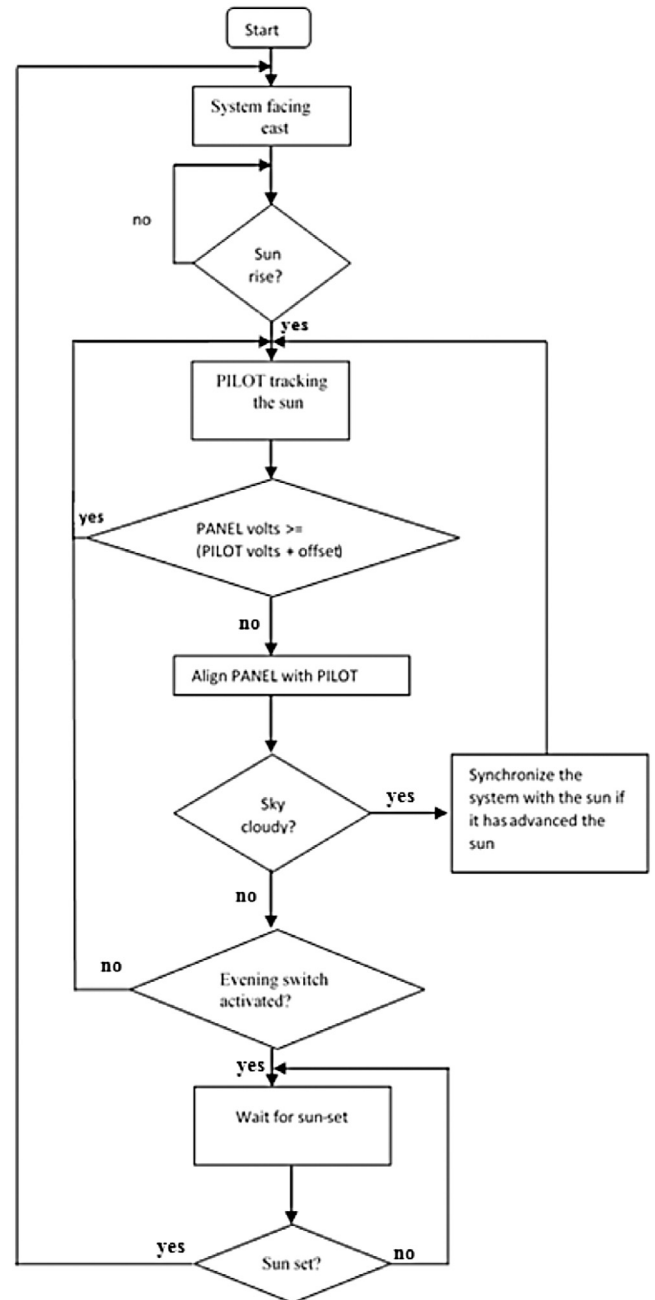 Start
System facing
east
no
Sun
rise?
yes
PILOT tracking
the sun
yes
PANEL volts >=
(PILOT volts + offset)
no
Align PANEL with PILOT
Sky
cloudy?
yes
Synchronize the
system with the sun if
it has advanced the
sun
no
no
Evening switch
activated?
yes
Wait for sun-set
yes
Sun set?
no